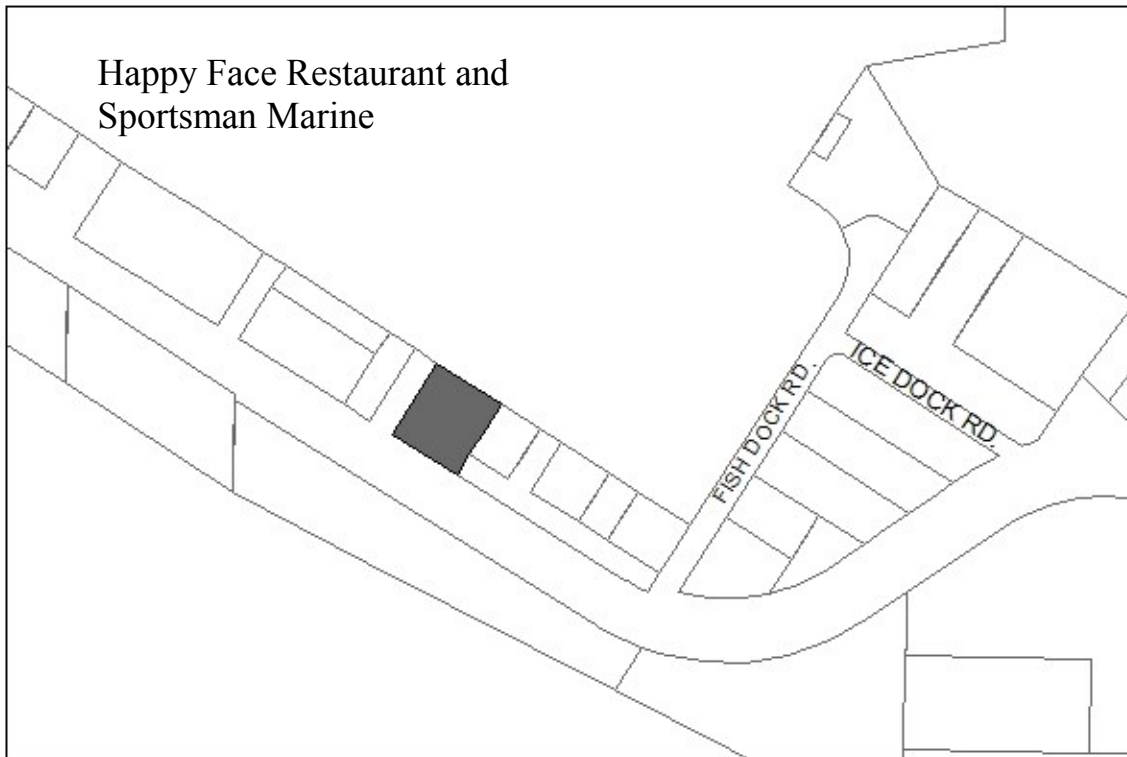 Happy Face Restaurant and
Sportsman Marine
ICE DOCK RD.
FISH DOCK RD.